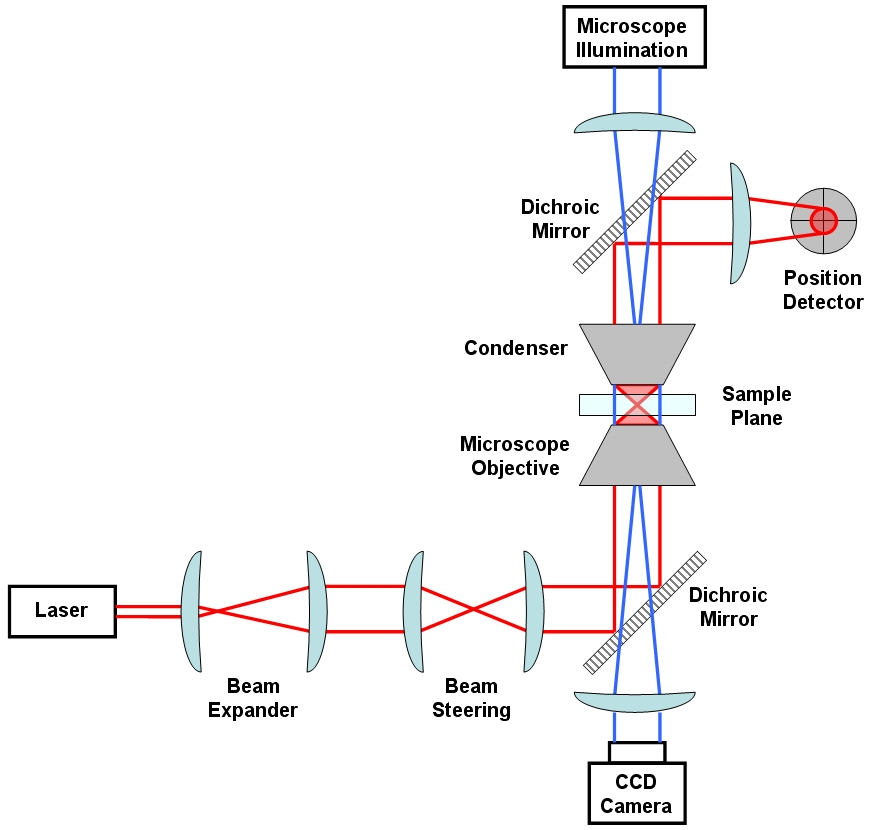 Microscope
Illumination
Dichroic
Mirror
Position
Detector
Condenser
Sample
Plane
Microscope
Objective
Laser
Dichroic
Mirror
Beam
Expander
Beam
Steering
CCD
Camera